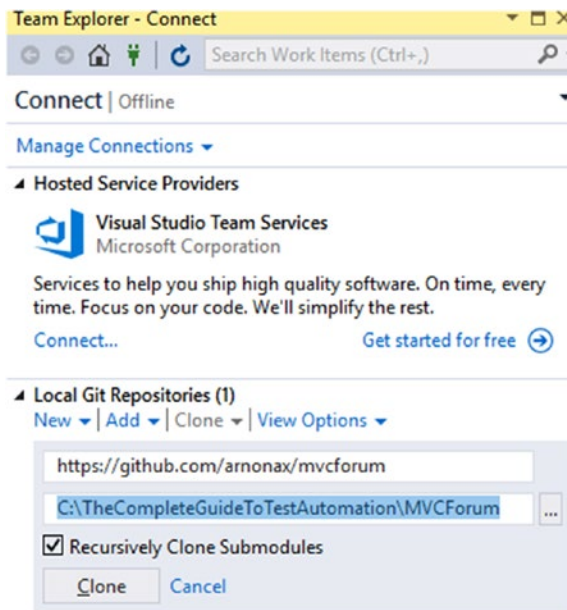 Team Explorer - Connect
Search Work Items (Ctrl+,)
Connect | Offline
Manage Connections
Hosted Service Providers
Visual Studio Team Services
Microsoft Corporation
Services to help you ship high quality software. On time, every
time. Focus on your code. We'll simplify the rest.
Connect... Get started for free
Local Git Repositories (1)
New | Add | Clone | View Options
https://github.com/arnonax/mvcforum
C:\TheCompleteGuideToTestAutomation\MVCForum ...
Recursively Clone Submodules
Clone Cancel